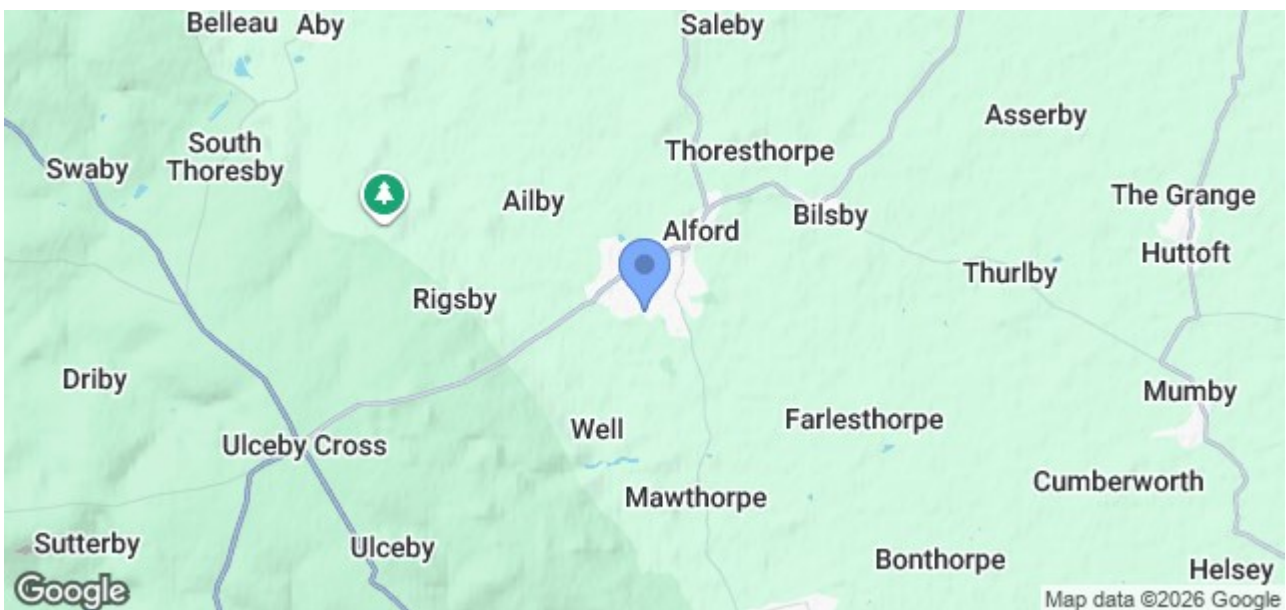 Belleau
Aby
Saleby
Asserby
South
Thoresby
Swaby
Thoresthorpe
Ailby
The Grange
Bilsby
Alford
Huttoft
Thurlby
Rigsby
Driby
Mumby
Farlesthorpe
Well
Ulceby Cross
Cumberworth
Mawthorpe
Sutterby
Ulceby
Bonthorpe
Helsey
Google
Map data ©2026 Google